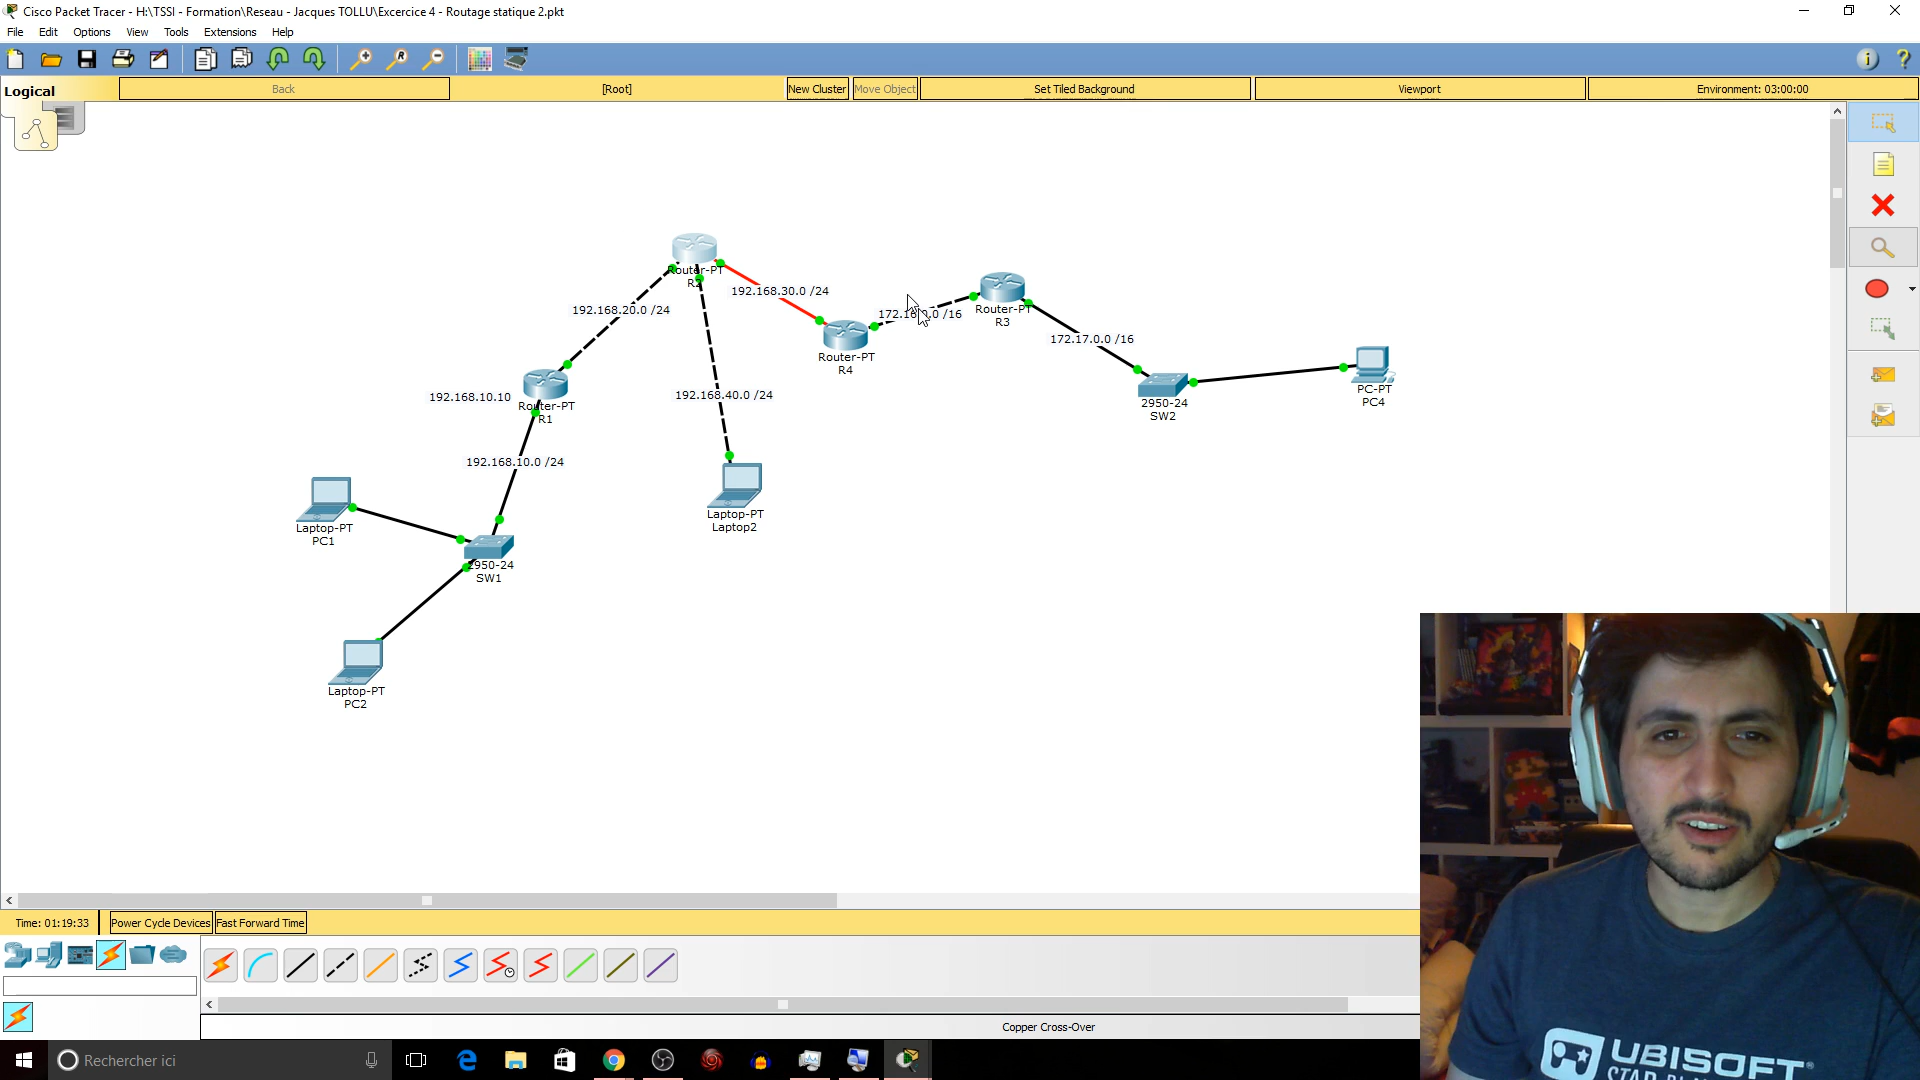 Cisco Packet Tracer - H:\TSSI - Formation\Reseau - Jacques TOLLU\Excercice 4 - Routage statique 2.pkt
File Edit Options View Tools Extensions Help
Logical
Back
[Root]
New Cluster
Move Object
Set Tiled Background
Viewport
Environment: 03:00:00
Router-PT
R2
192.168.30.0 /24
192.168.20.0 /24
Router-PT
R4
Router-PT
R3
172.17.0.0 /16
192.168.10.10
Router-PT
R1
192.168.40.0 /24
2950-24
SW2
PC-PT
PC4
192.168.10.0 /24
Laptop-PT
PC1
Laptop-PT
Laptop2
2950-24
SW1
Laptop-PT
PC2
Time: 01:19:33
Power Cycle Devices
Fast Forward Time
Copper Cross-Over
Rechercher ici
UBISOFT